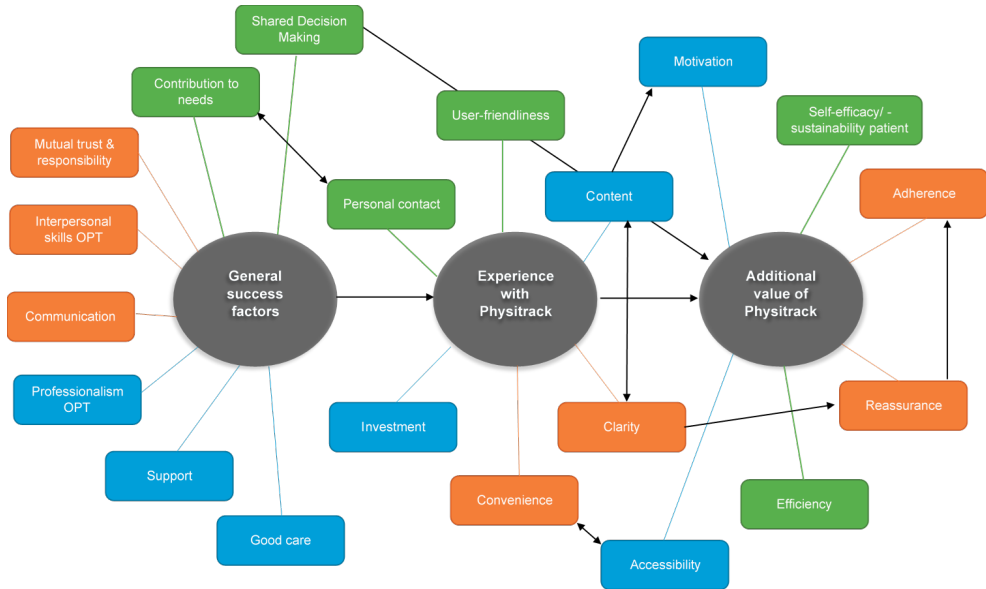 Shared Decision
Making
Motivation
Contribution to
needs
User-friendliness
Self-efficacy/ -
sustainability patient
Mutual trust &
responsibility
Content
Adherence
Personal contact
Interpersonal
skills OPT
General
success
factors
Experience
with
Physitrack
Additional
value of
Physitrack
Communication
Professionalism
OPT
Investment
Clarity
Reassurance
Support
Convenience
Efficiency
Good care
Accessibility